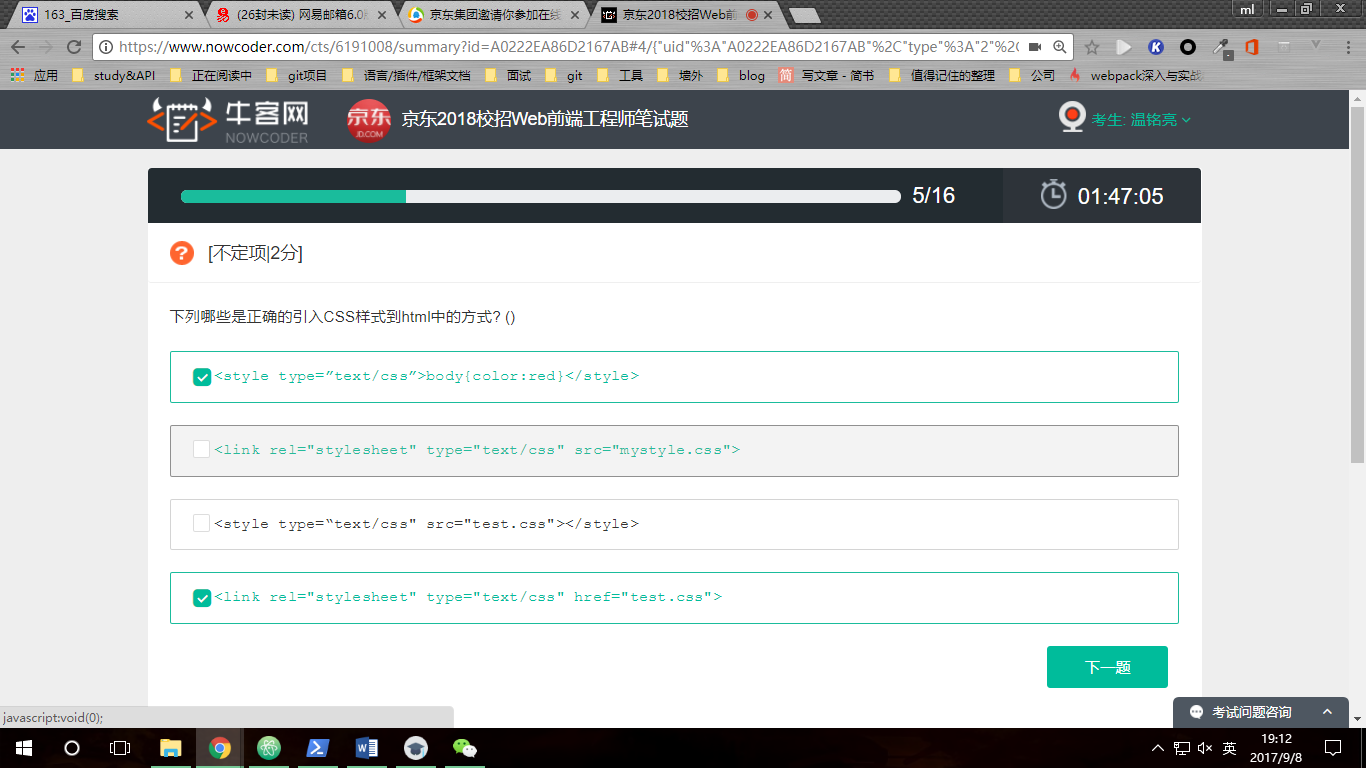 163_百度搜索
(26封未读) 网易邮箱6.0
京东集团邀请你参加在线
京东2018校招Web前
ml
https://www.nowcoder.com/cts/6191008/summary?id=A0222EA86D2167AB#4/{"uid"%3A"A0222EA86D2167AB"%2C"type"%3A"2"%2C
应用
study&API
正在阅读中
git项目
语言/插件/框架文档
面试
git
工具
墙外
blog
简 写文章 - 简书
值得记住的整理
公司
webpack深入与实战
牛客网
NOWCODER
京东
JD.COM
京东2018校招Web前端工程师笔试题
考生: 温铭亮
5/16
01:47:05
? [不定项|2分]
下列哪些是正确的引入CSS样式到html中的方式? ()
<style type=”text/css”>body{color:red}</style>
<link rel="stylesheet" type="text/css" src="mystyle.css">
<style type=“text/css" src="test.css"></style>
<link rel="stylesheet" type="text/css" href="test.css">
下一题
javascript:void(0);
考试问题咨询
英
19:12
2017/9/8